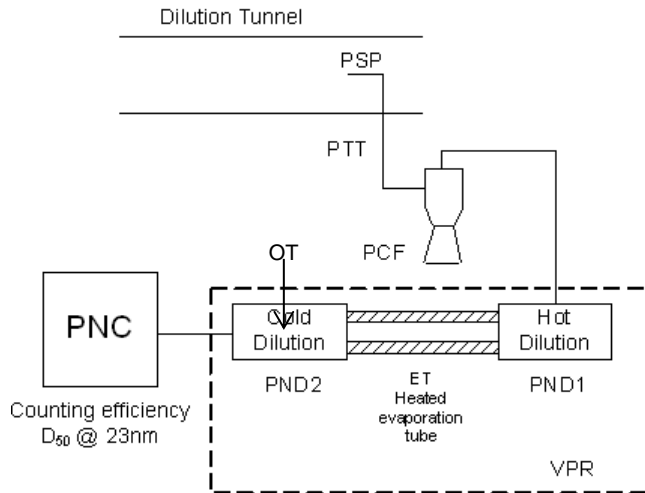 Dilution Tunnel
PSP
PTT
PCF
OT
PNC
Cold
Dilution
Hot
Dilution
PND2
ET
Heated
evaporation
tube
PND1
Counting efficiency
D₅₀ @ 23nm
VPR